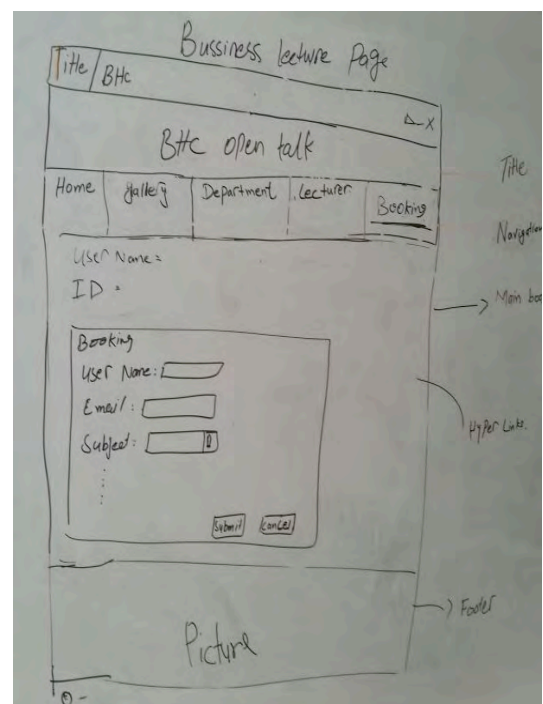 Bussiness lecture Page
Title / BHC
BHC open talk
Home gallery Department Lecturer Booking
User Name:
ID:
Booking
User Name:
Email:
Subject:
Submit Cancel
Picture
Title
Navigation
Main bo
Hyper Links.
Footer